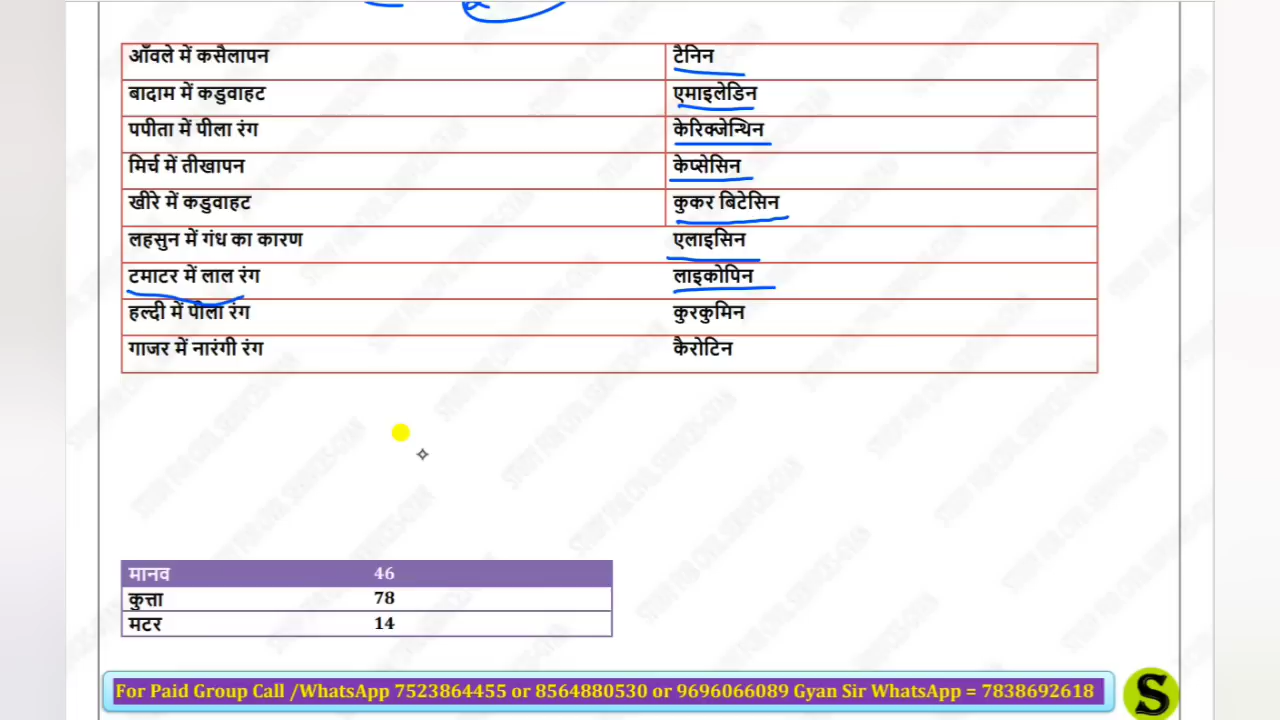 आँवले में कसैलापन टैनिन
बादाम में कडुवाहट एमाइलेडिन
पपीता में पीला रंग केरिक्जेन्थिन
मिर्च में तीखापन केप्सेसिन
खीरे में कडुवाहट कुकर बिटेसिन
लहसुन में गंध का कारण एलाइसिन
टमाटर में लाल रंग लाइकोपिन
हल्दी में पीला रंग कुरकुमिन
गाजर में नारंगी रंग कैरोटिन
मानव 46
कुत्ता 78
मटर 14
For Paid Group Call /WhatsApp 7523864455 or 8564880530 or 9696066089 Gyan Sir WhatsApp = 7838692618
S